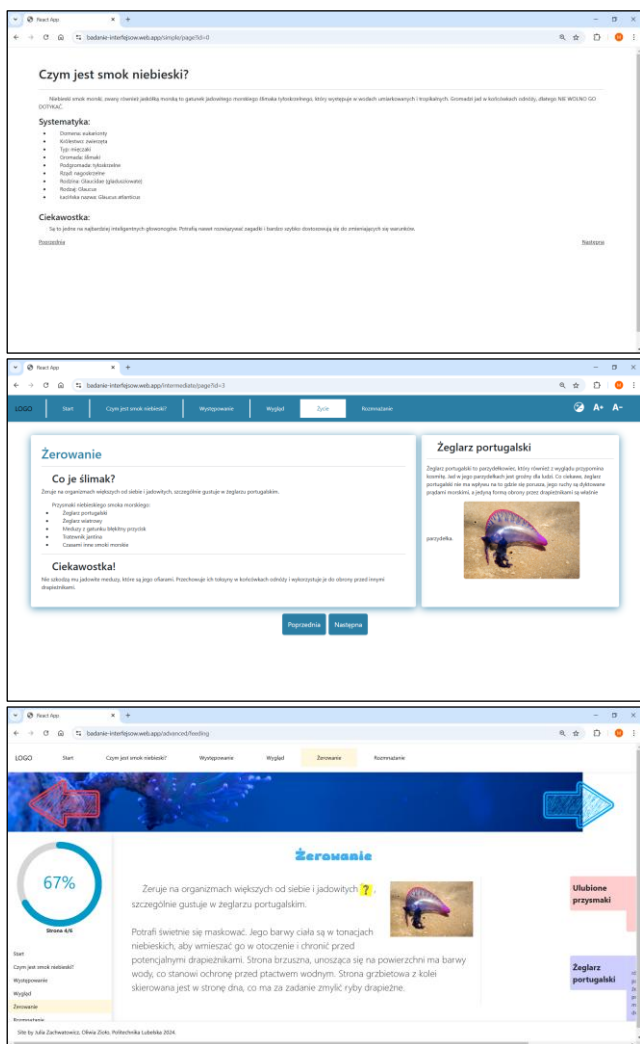 React App
badanie-interfejsow.web.app/simple/page?id=0
Czym jest smok niebieski?
Niebieski smok morski, zwany również jaskółką morską to gatunek jadowitego morskiego ślimaka tyłoskrzelnego, który występuje w wodach umiarkowanych i tropikalnych. Gromadzi jad w końcówkach odnóży, dlatego NIE WOLNO GO
DOTYKAĆ.
Systematyka:
Domena: eukarionty
Królestwo: zwierzęta
Typ: mięczaki
Gromada: ślimaki
Podgromada: tyłoskrzelne
Rząd: nagoskrzelne
Rodzina: Glaucidae
Rodzaj: Glaucus
Łacińska nazwa: Glaucus atlanticus
Ciekawostka:
Są to jedne na najbardziej inteligentnych głowonogów. Potrafią nawet rozwiązywać zagadki i bardzo szybko dostosowują się do zmieniających się warunków.
Poprzednia
Następna
React App
badanie-interfejsow.web.app/intermediate/page?id=3
LOGO Start Czym jest smok niebieski? Występowanie Wygląd Życie Rozmnażanie A+ A-
Żerowanie
Co je ślimak?
Żeruje na organizmach większych od siebie i jadowitych, szczególnie gustuje w żeglarzu portugalskim.
Przysmaki niebieskiego smoka morskiego:
Żeglarz portugalski
Żeglarz wiatrowy
Meduzy z gatunku błękitny przycisk
Tratewnik jantina
Czasami inne smoki morskie
Ciekawostka!
Nie szkodzą mu jadowite meduzy, które są jego ofiarami. Przechowuje ich toksyny w końcówkach odnóży i wykorzystuje je do obrony przed innymi
drapieżnikami.
Żeglarz portugalski
Żeglarz portugalski to parzydełkowiec, który również z wyglądu przypomina
kosmitę. Jad w jego parzydełkach jest groźny dla ludzi. Co ciekawe, żeglarz
portugalski nie ma wpływu na to gdzie się porusza, jego ruchy są dyktowane
prądami morskimi, a jedyną formą obrony przez drapieżnikami są właśnie
parzydełka.
Poprzednia Następna
React App
badanie-interfejsow.web.app/advanced/feeding
LOGO Start Czym jest smok niebieski? Występowanie Wygląd Żerowanie Rozmnażanie
67%
Strona 4/6
Start
Czym jest smok niebieski?
Występowanie
Wygląd
Żerowanie
Rozmnażanie
Żerowanie
Żeruje na organizmach większych od siebie i jadowitych ? ,
szczególnie gustuje w żeglarzu portugalskim.
Potrafi świetnie się maskować. Jego barwy ciała są w tonacjach
niebieskich, aby wmieszać go w otoczenie i chronić przed
potencjalnymi drapieżnikami. Strona brzuszna, unosząca się na powierzchni ma barwy
wody, co stanowi ochronę przed ptactwem wodnym. Strona grzbietowa z kolei
skierowana jest w stronę dna, co ma za zadanie zmylić ryby drapieżne.
Ulubione
przysmaki
Żeglarz
portugalski
Site by Julia Zachwatowicz, Oliwia Zioło, Politechnika Lubelska 2024.